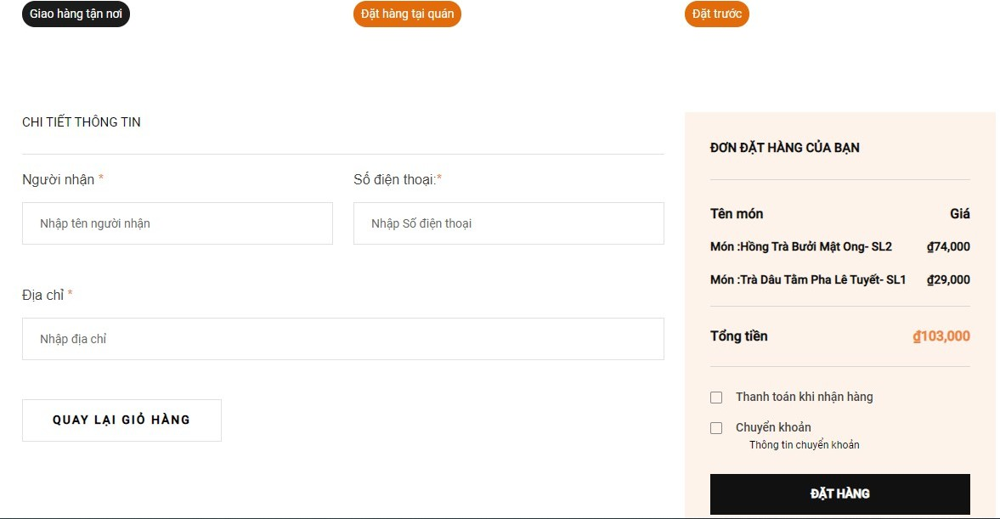 Giao hàng tận nơi
Đặt hàng tại quán
Đặt trước
CHI TIẾT THÔNG TIN
Người nhận *
Số điện thoại:*
Nhập tên người nhận
Nhập Số điện thoại
Địa chỉ *
Nhập địa chỉ
QUAY LẠI GIỎ HÀNG
ĐƠN ĐẶT HÀNG CỦA BẠN
Tên món Giá
Món :Hồng Trà Bưởi Mật Ong- SL2 ₫74,000
Món :Trà Dâu Tằm Pha Lê Tuyết- SL1 ₫29,000
Tổng tiền ₫103,000
Thanh toán khi nhận hàng
Chuyển khoản
Thông tin chuyển khoản
ĐẶT HÀNG